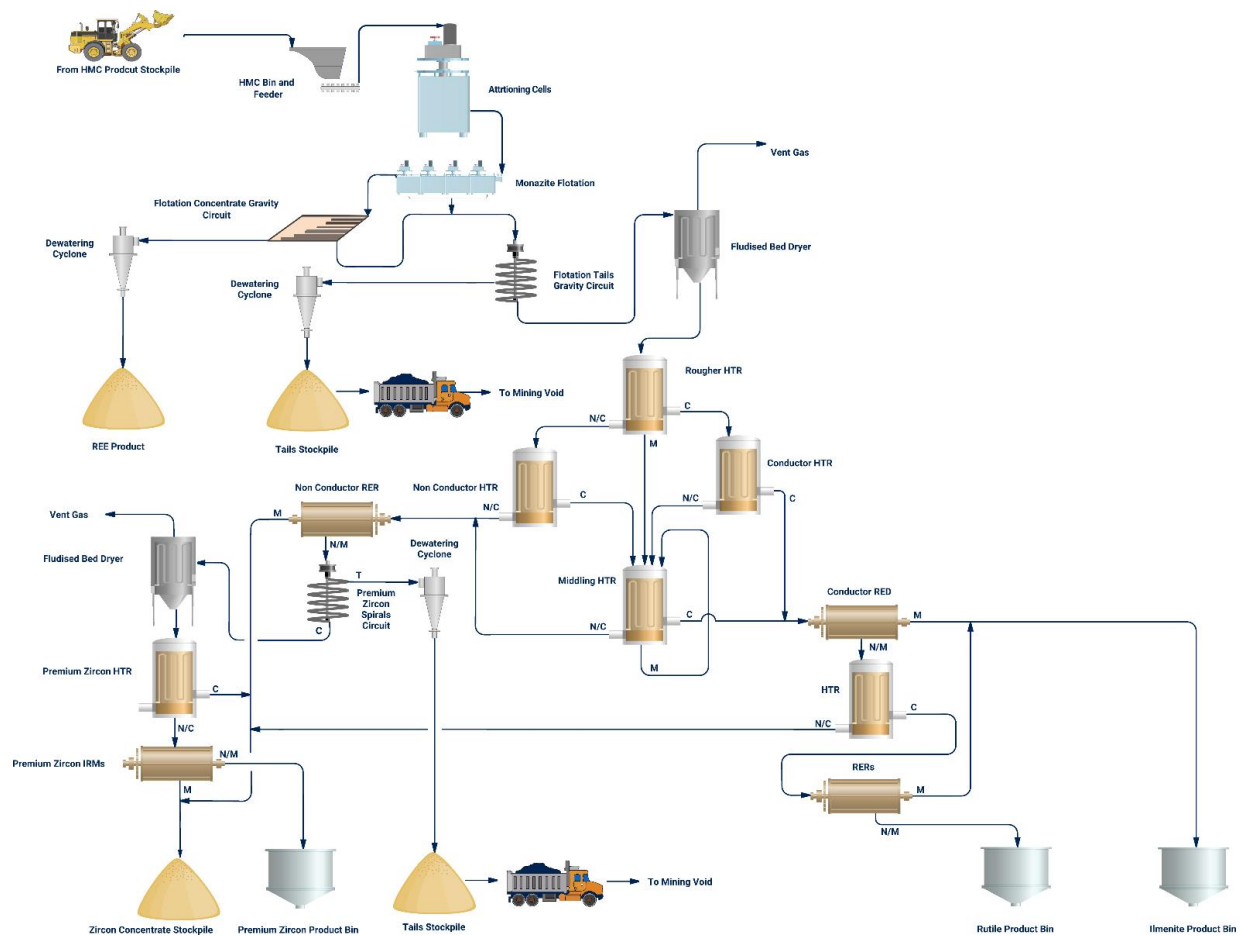 From HMC Prodcut Stockpile
HMC Bin and
Feeder
Attrtioning Cells
Vent Gas
Monazite Flotation
Flotation Concentrate Gravity
Circuit
Dewatering
Cyclone
Fludised Bed Dryer
Dewatering
Cyclone
Flotation Tails
Gravity Circuit
Rougher HTR
To Mining Void
C
N/C
M
REE Product
Tails Stockpile
Conductor HTR
Non Conductor RER
Non Conductor HTR
C
N/C
C
M
N/C
Vent Gas
N/M
Dewatering
Cyclone
Fludised Bed Dryer
T
Premium
Zircon
Spirals
Circuit
C
Middling HTR
Conductor RED
C
M
N/C
N/M
M
Premium Zircon HTR
C
HTR
C
N/C
N/C
N/M
Premium Zircon IRMs
M
RERs
M
N/M
To Mining Void
Zircon Concentrate Stockpile
Premium Zircon Product Bin
Tails Stockpile
Rutile Product Bin
Ilmenite Product Bin